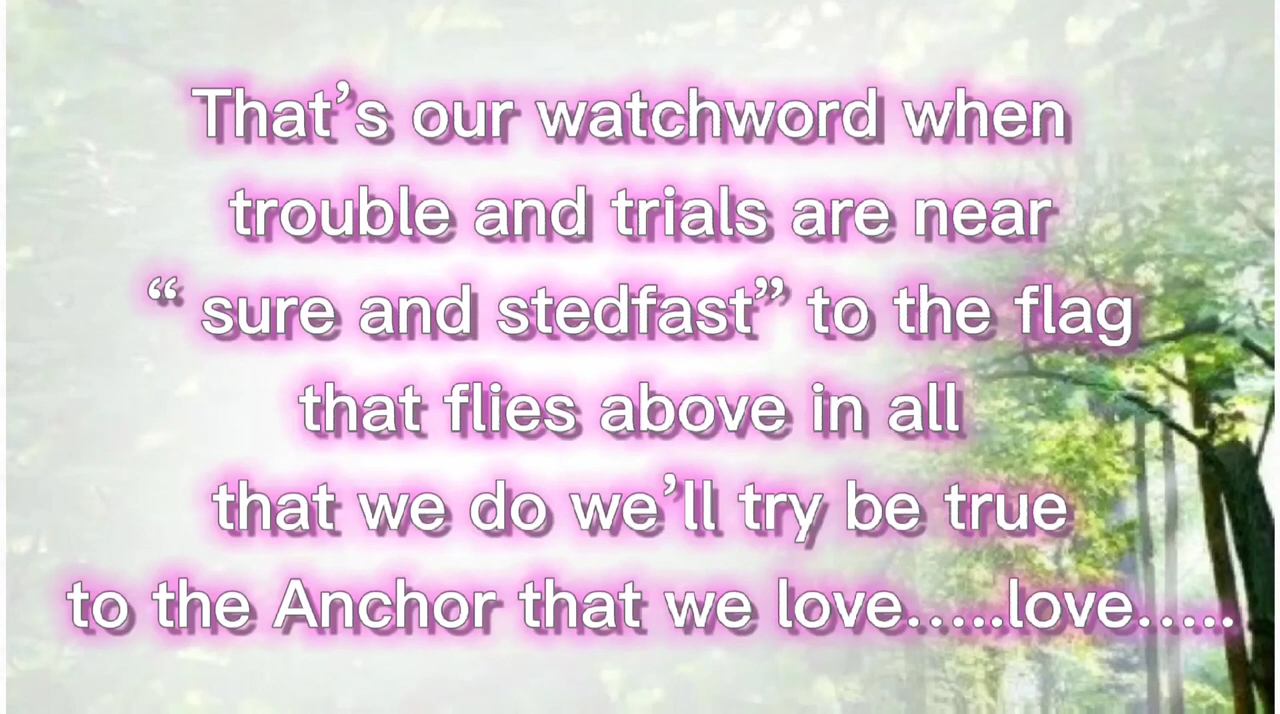 That’s our watchword when
trouble and trials are near
“ sure and stedfast” to the flag
that flies above in all
that we do we’ll try be true
to the Anchor that we love.....love.....